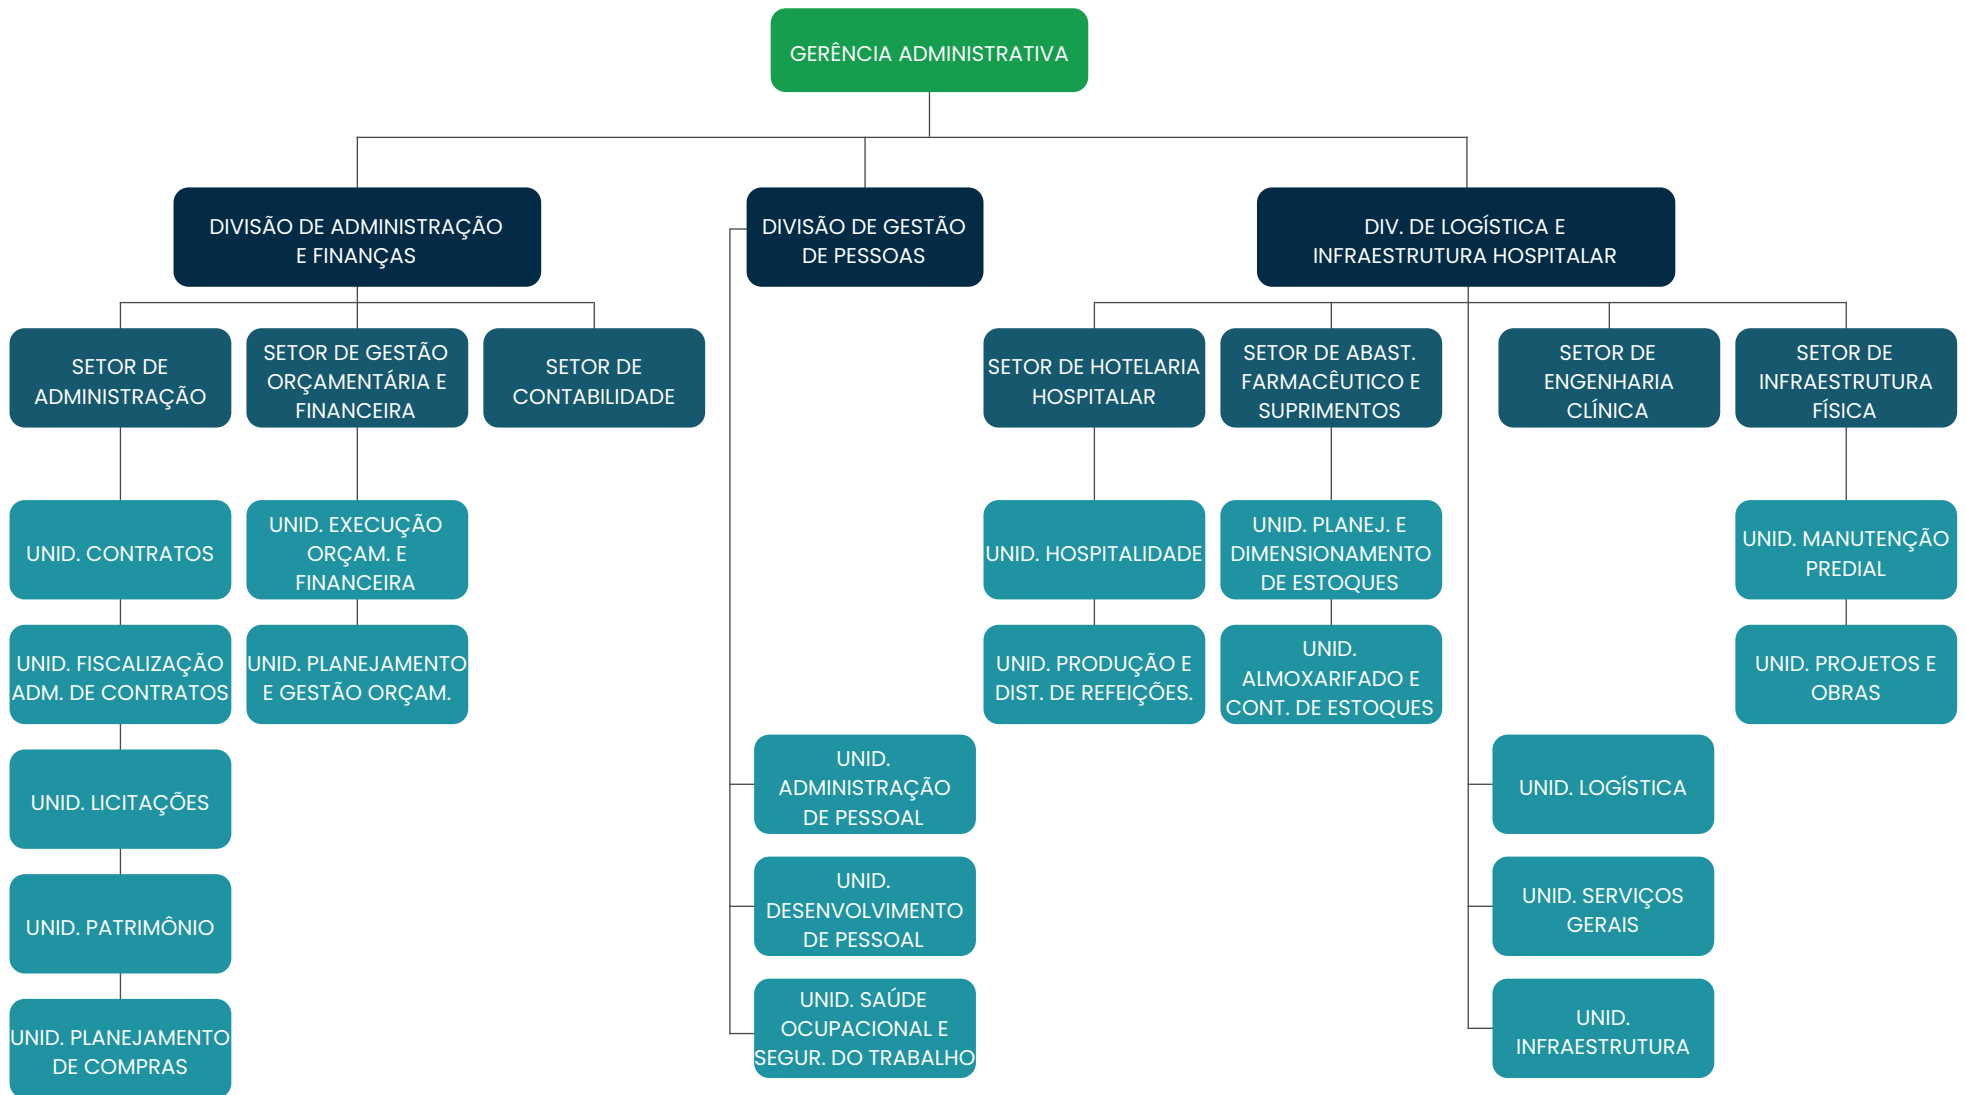 GERÊNCIA ADMINISTRATIVA
DIVISÃO DE ADMINISTRAÇÃO
E FINANÇAS
DIVISÃO DE GESTÃO
DE PESSOAS
DIV. DE LOGÍSTICA E
INFRAESTRUTURA HOSPITALAR
SETOR DE
ADMINISTRAÇÃO
SETOR DE GESTÃO
ORÇAMENTÁRIA E
FINANCEIRA
SETOR DE
CONTABILIDADE
SETOR DE HOTELARIA
HOSPITALAR
SETOR DE ABAST.
FARMACÊUTICO E
SUPRIMENTOS
SETOR DE
ENGENHARIA
CLÍNICA
SETOR DE
INFRAESTRUTURA
FÍSICA
UNID. CONTRATOS
UNID. EXECUÇÃO
ORÇAM. E
FINANCEIRA
UNID. HOSPITALIDADE
UNID. PLANEJ. E
DIMENSIONAMENTO
DE ESTOQUES
UNID. MANUTENÇÃO
PREDIAL
UNID. FISCALIZAÇÃO
ADM. DE CONTRATOS
UNID. PLANEJAMENTO
E GESTÃO ORÇAM.
UNID. PRODUÇÃO E
DIST. DE REFEIÇÕES.
UNID.
ALMOXARIFADO E
CONT. DE ESTOQUES
UNID. PROJETOS E
OBRAS
UNID. LICITAÇÕES
UNID.
ADMINISTRAÇÃO
DE PESSOAL
UNID. LOGÍSTICA
UNID. PATRIMÔNIO
UNID.
DESENVOLVIMENTO
DE PESSOAL
UNID. SERVIÇOS
GERAIS
UNID. PLANEJAMENTO
DE COMPRAS
UNID. SAÚDE
OCUPACIONAL E
SEGUR. DO TRABALHO
UNID.
INFRAESTRUTURA